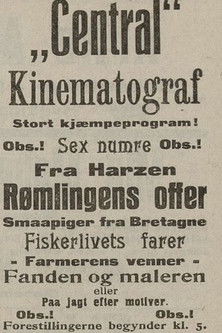 „Central“
Kinematograf
Stort kjæmpeprogram!
Obs.! Sex numre Obs.!
Fra Harzen
Rømlingens offer
Smaapiger fra Bretagne
Fiskerlivets farer
- Farmerens venner -
Fanden og maleren
eller
Paa jagt efter motiver.
Obs.! Obs.!
Forestillingerne begynder kl. 5.